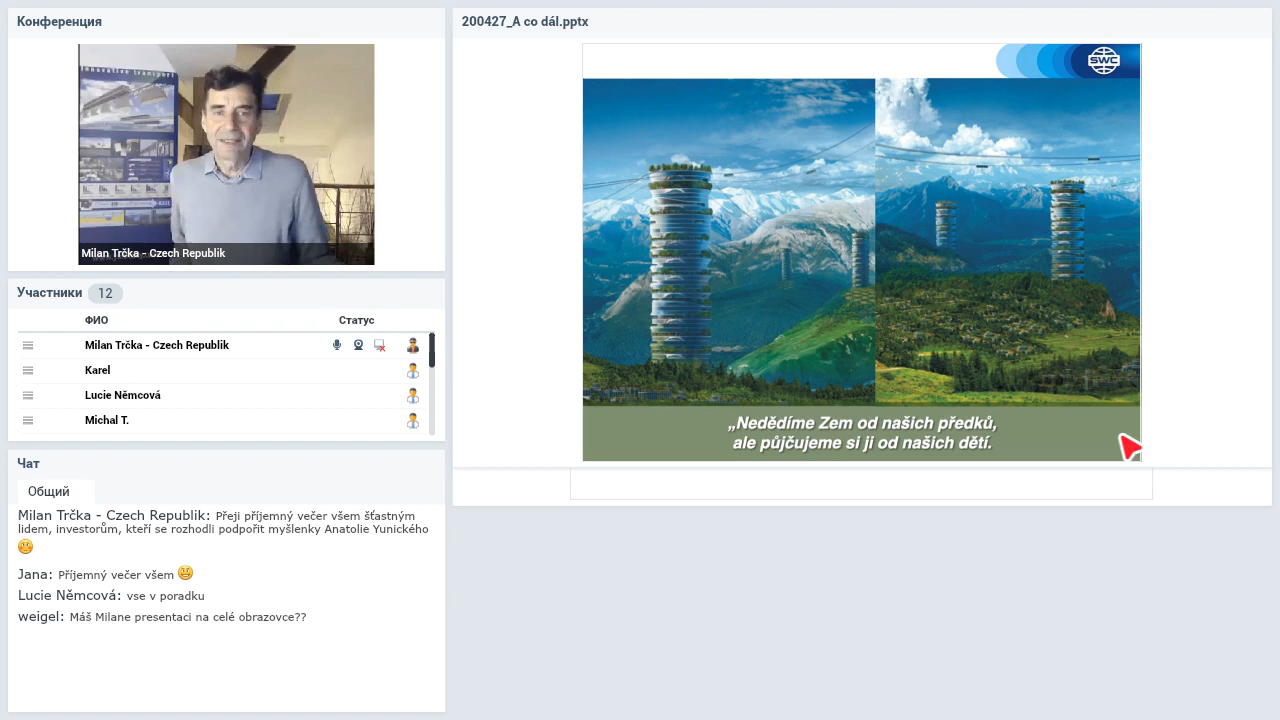 Конференция
Innovative transport
Milan Trčka - Czech Republik
Участники 12
ФИО Статус
Milan Trčka - Czech Republik
Karel
Lucie Němcová
Michal T.
Чат
Общий
Milan Trčka - Czech Republik: Přeji příjemný večer všem šťastným
lidem, investorům, kteří se rozhodli podpořit myšlenky Anatolie Yunického
Jana: Příjemný večer všem
Lucie Němcová: vse v poradku
weigel: Máš Milane presentaci na celé obrazovce??
200427_A co dál.pptx
SWC
„Nedědíme Zem od našich předků,
ale půjčujeme si ji od našich dětí.